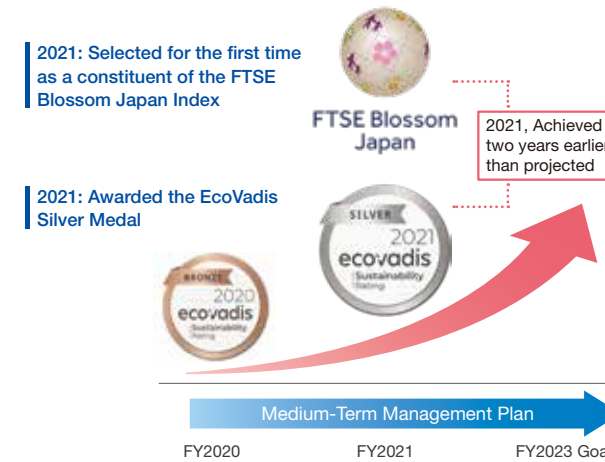 2021: Selected for the first time
as a constituent of the FTSE
Blossom Japan Index
FTSE Blossom
Japan
2021, Achieved
two years earlier
than projected
2021: Awarded the EcoVadis
Silver Medal
SILVER
2021
ecovadis
Sustainability
Rating
BRONZE
2020
ecovadis
Sustainability
Rating
Medium-Term Management Plan
FY2020
FY2021
FY2023 Goa